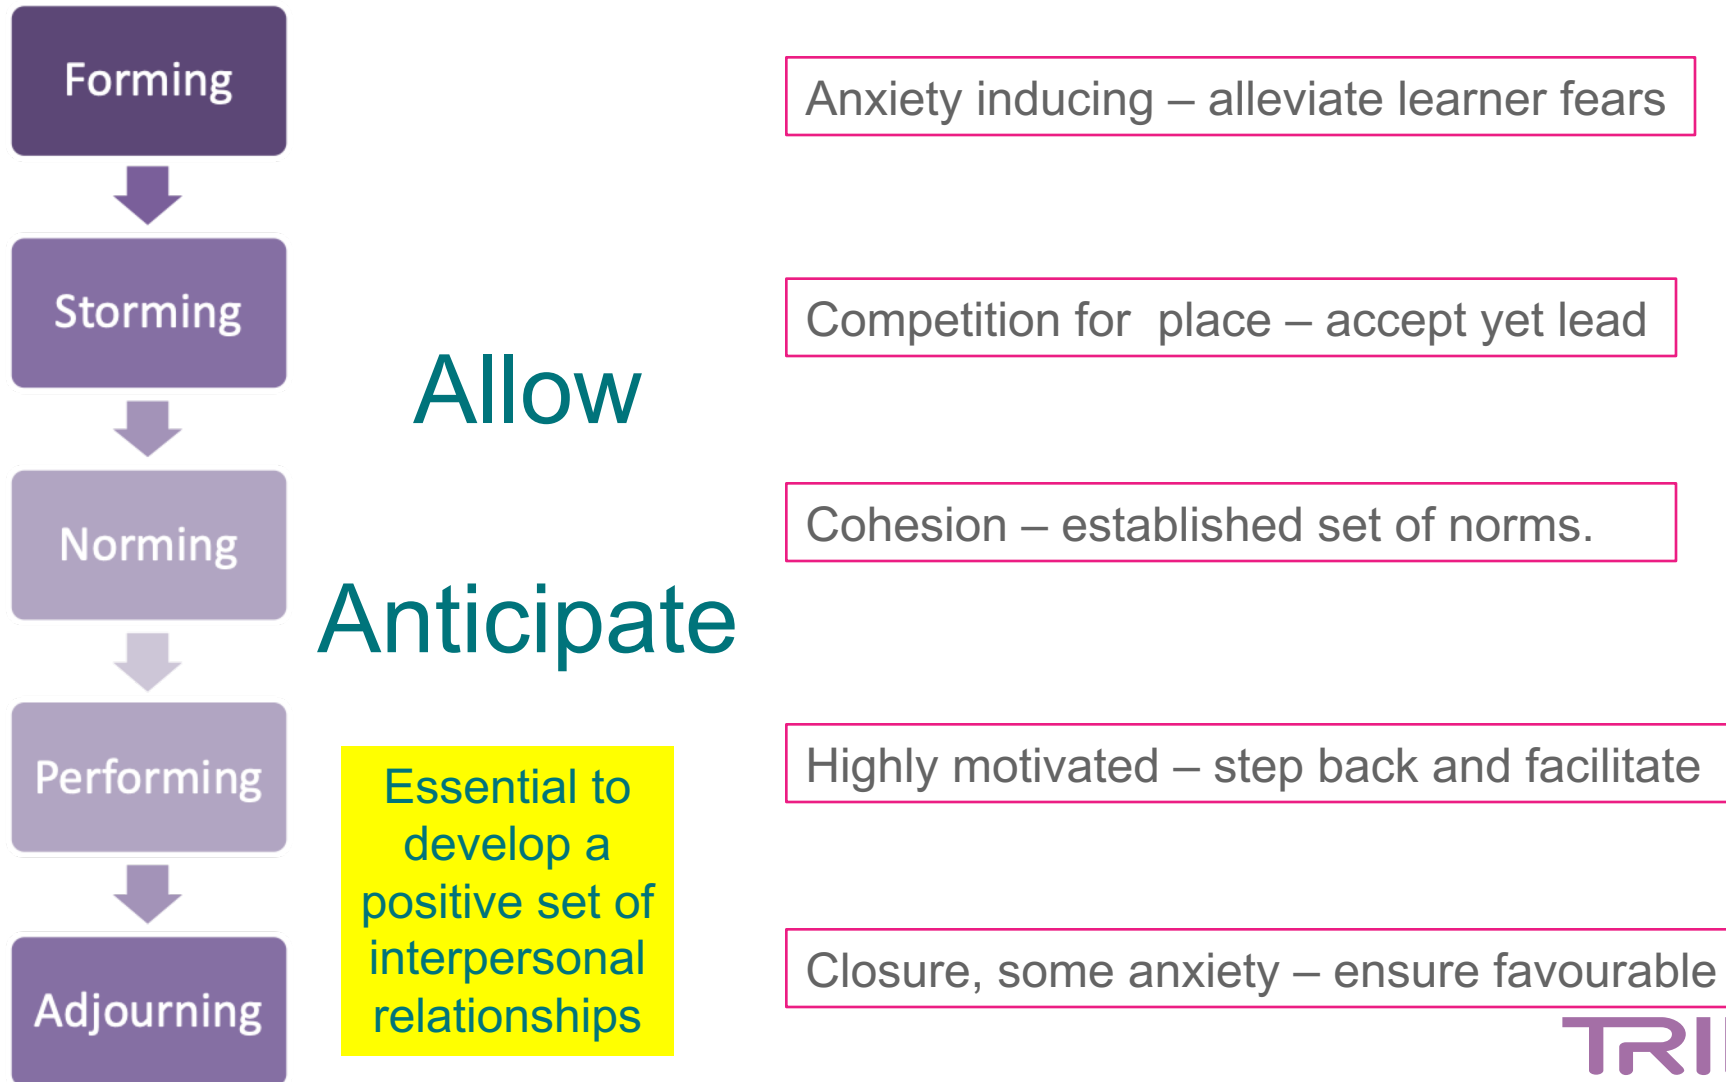 Forming
Anxiety inducing – alleviate learner fears
Storming
Competition for place – accept yet lead
Allow
Norming
Cohesion – established set of norms.
Anticipate
Performing
Highly motivated – step back and facilitate
Essential to
develop a
positive set of
interpersonal
relationships
Adjourning
Closure, some anxiety – ensure favourable